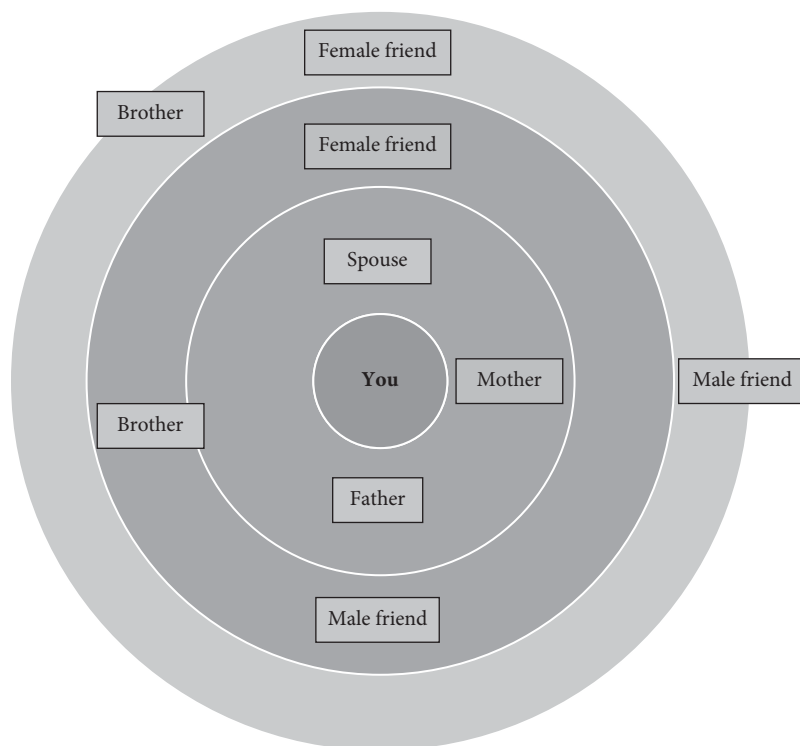 Female friend
Brother
Female friend
Spouse
You
Mother
Male friend
Brother
Father
Male friend